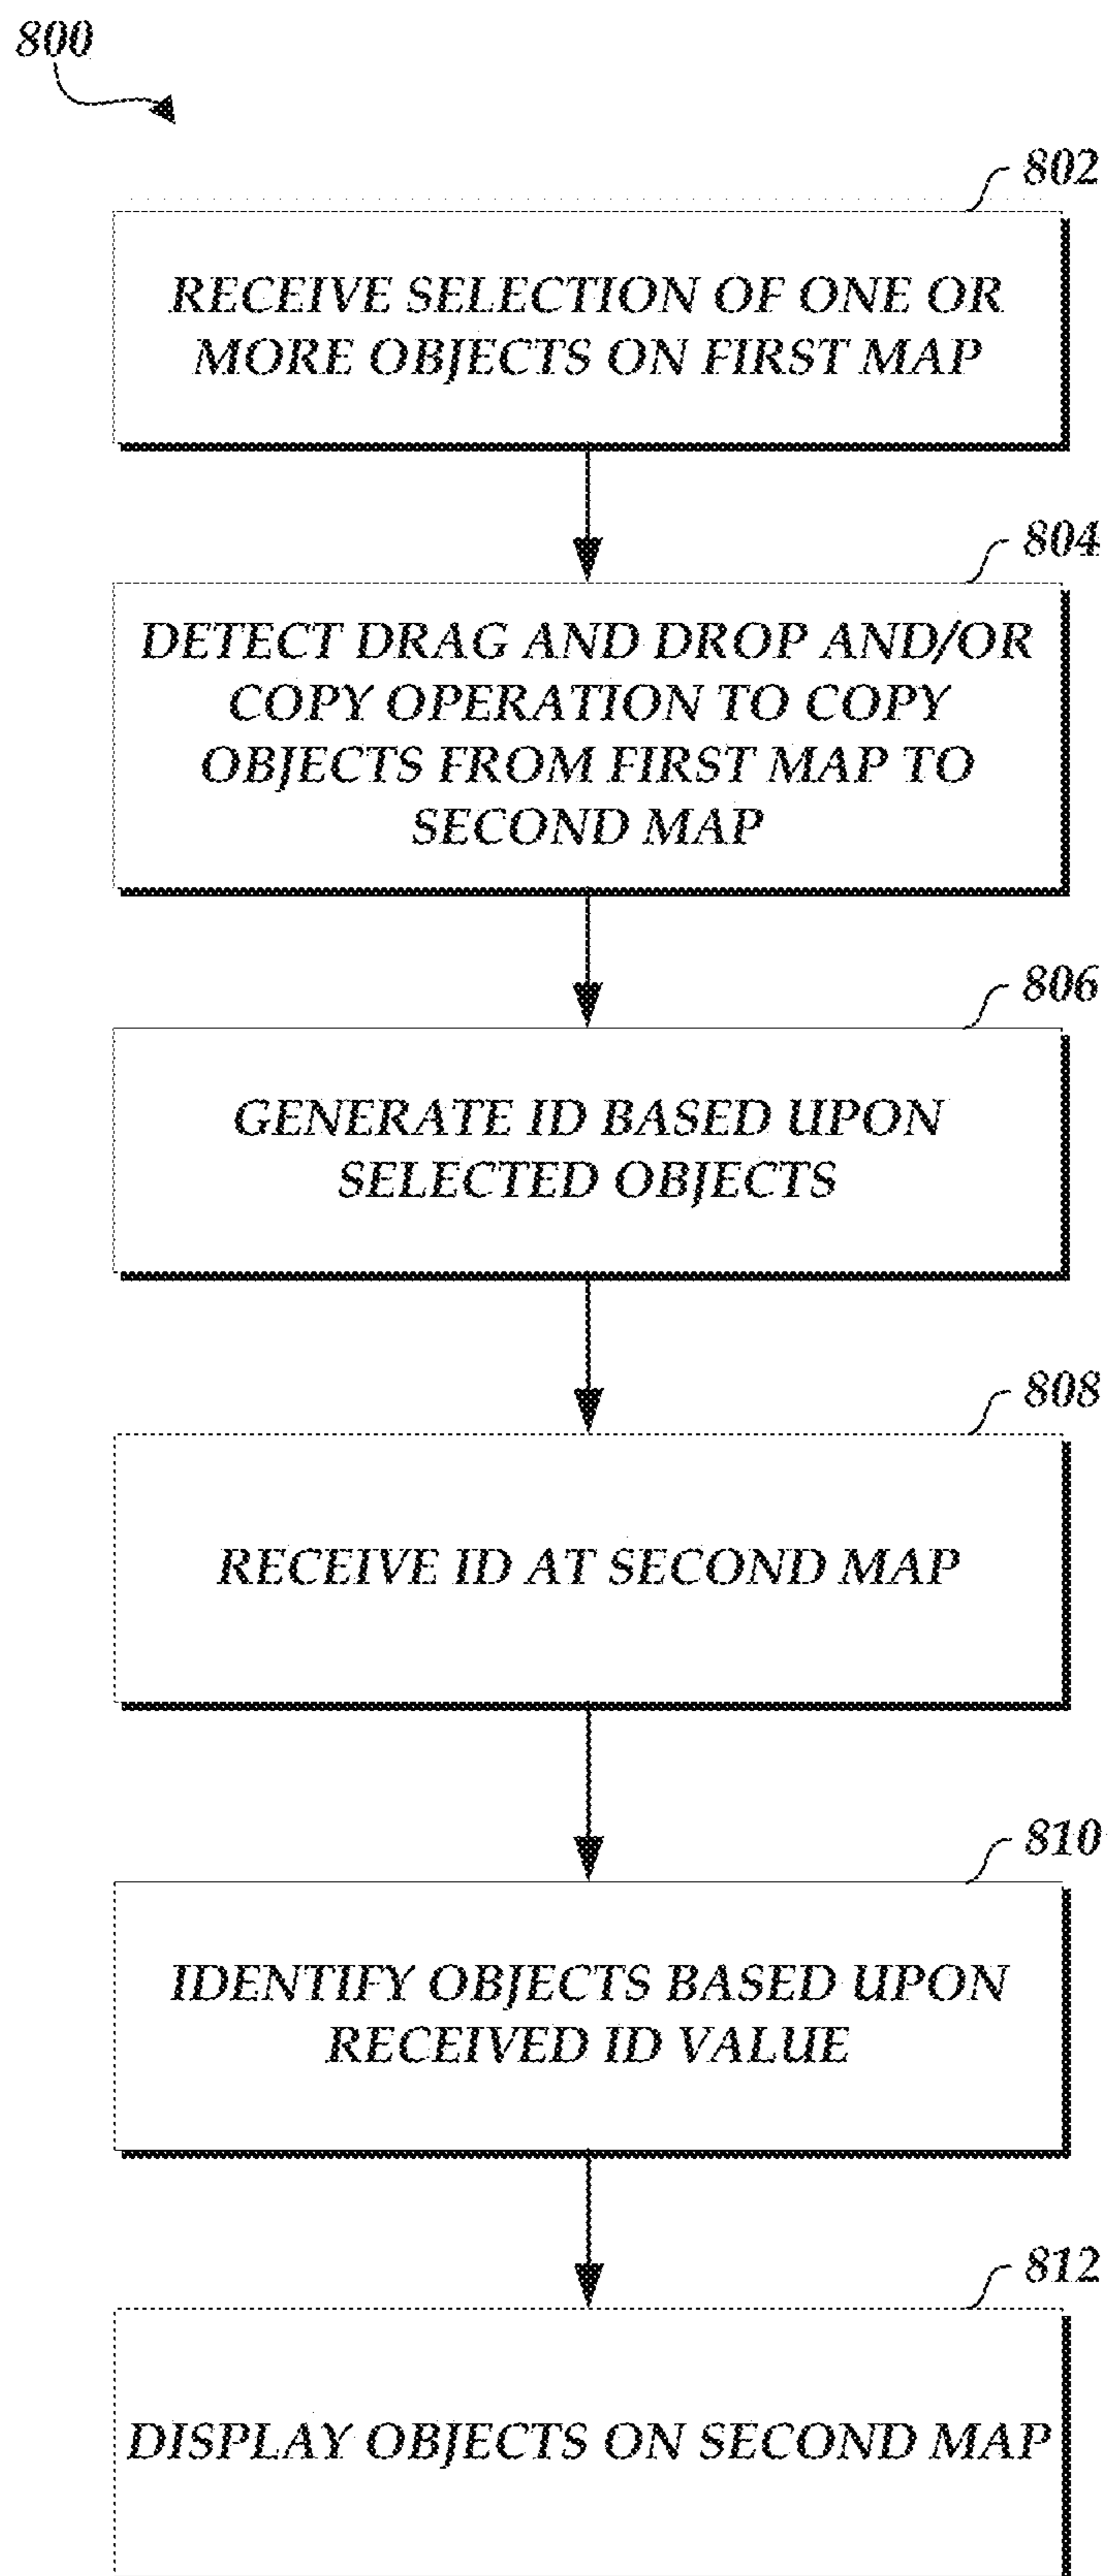 800
802
RECEIVE SELECTION OF ONE OR
MORE OBJECTS ON FIRST MAP
804
DETECT DRAG AND DROP AND/OR
COPY OPERATION TO COPY
OBJECTS FROM FIRST MAP TO
SECOND MAP
806
GENERATE ID BASED UPON
SELECTED OBJECTS
808
RECEIVE ID AT SECOND MAP
810
IDENTIFY OBJECTS BASED UPON
RECEIVED ID VALUE
812
DISPLAY OBJECTS ON SECOND MAP